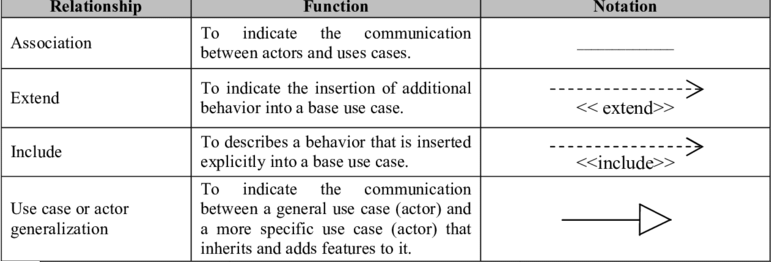 Relationship Function Notation
Association
To indicate the communication
between actors and uses cases.
Extend
To indicate the insertion of additional
behavior into a base use case.
<< extend>>
Include
To describes a behavior that is inserted
explicitly into a base use case.
<<include>>
Use case or actor
generalization
To indicate the communication
between a general use case (actor) and
a more specific use case (actor) that
inherits and adds features to it.